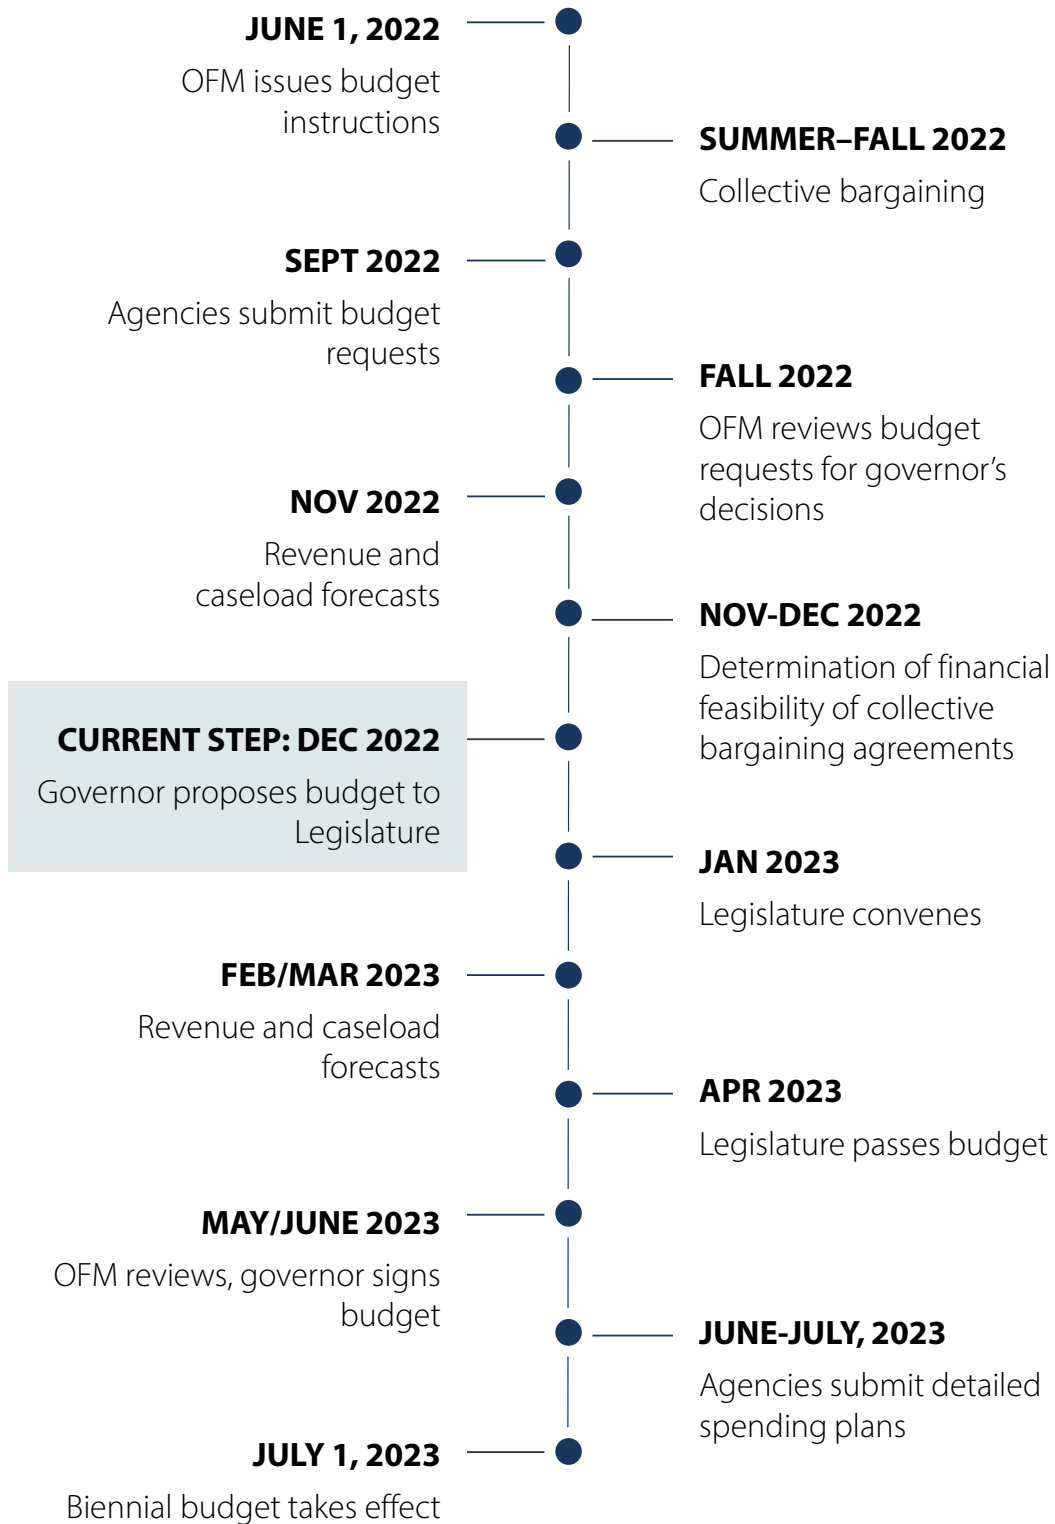 JUNE 1, 2022
OFM issues budget
instructions
SUMMER–FALL 2022
Collective bargaining
SEPT 2022
Agencies submit budget
requests
FALL 2022
OFM reviews budget
requests for governor’s
decisions
NOV 2022
Revenue and
caseload forecasts
NOV-DEC 2022
Determination of financial
feasibility of collective
bargaining agreements
CURRENT STEP: DEC 2022
Governor proposes budget to
Legislature
JAN 2023
Legislature convenes
FEB/MAR 2023
Revenue and caseload
forecasts
APR 2023
Legislature passes budget
MAY/JUNE 2023
OFM reviews, governor signs
budget
JUNE-JULY, 2023
Agencies submit detailed
spending plans
JULY 1, 2023
Biennial budget takes effect